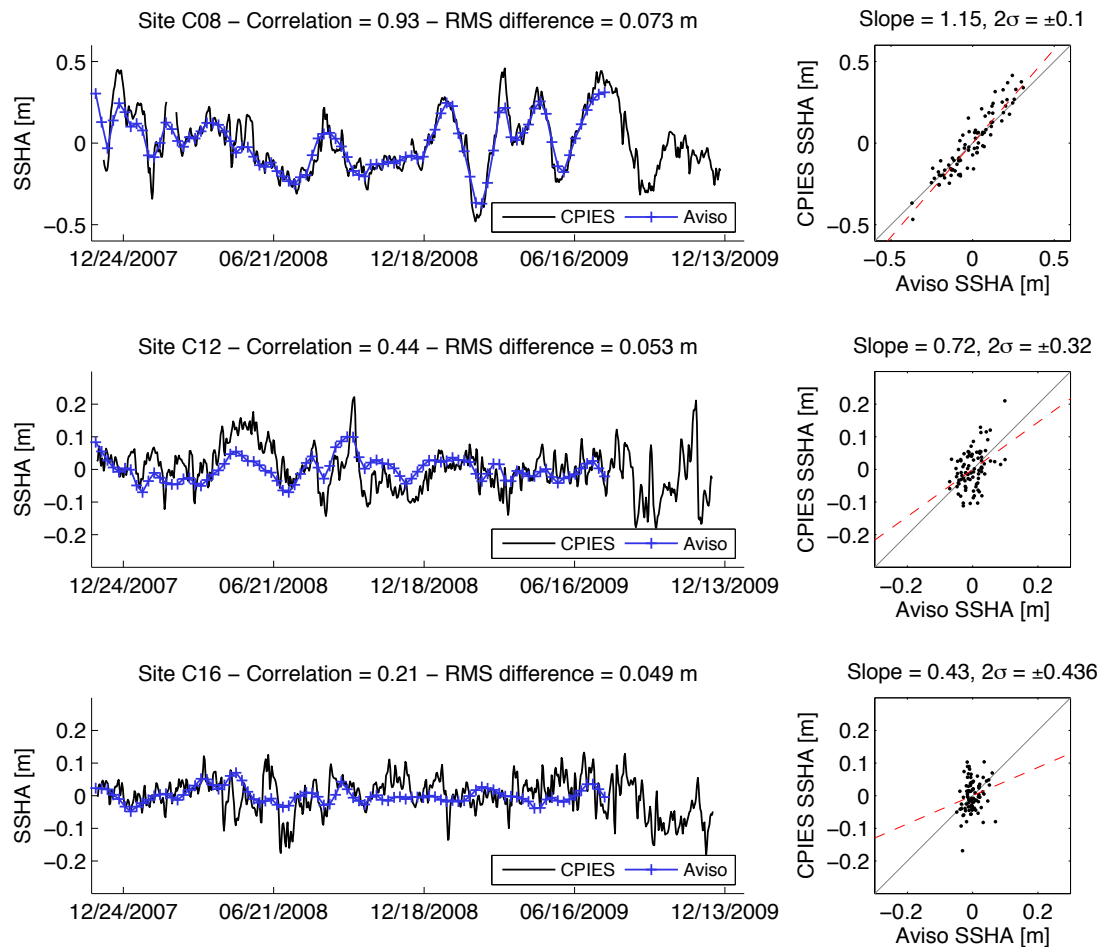 Site C08 − Correlation = 0.93 − RMS difference = 0.073 m
SSHA [m]
0.5
0
−0.5
CPIES Aviso
12/24/2007 06/21/2008 12/18/2008 06/16/2009 12/13/2009
Slope = 1.15, 2σ = ±0.1
CPIES SSHA [m]
0.5
0
−0.5
−0.5 0 0.5
Aviso SSHA [m]
Site C12 − Correlation = 0.44 − RMS difference = 0.053 m
SSHA [m]
0.2
0.1
0
−0.1
−0.2
CPIES Aviso
12/24/2007 06/21/2008 12/18/2008 06/16/2009 12/13/2009
Slope = 0.72, 2σ = ±0.32
CPIES SSHA [m]
0.2
0.1
0
−0.1
−0.2
−0.2 0 0.2
Aviso SSHA [m]
Site C16 − Correlation = 0.21 − RMS difference = 0.049 m
SSHA [m]
0.2
0.1
0
−0.1
−0.2
CPIES Aviso
12/24/2007 06/21/2008 12/18/2008 06/16/2009 12/13/2009
Slope = 0.43, 2σ = ±0.436
CPIES SSHA [m]
0.2
0.1
0
−0.1
−0.2
−0.2 0 0.2
Aviso SSHA [m]